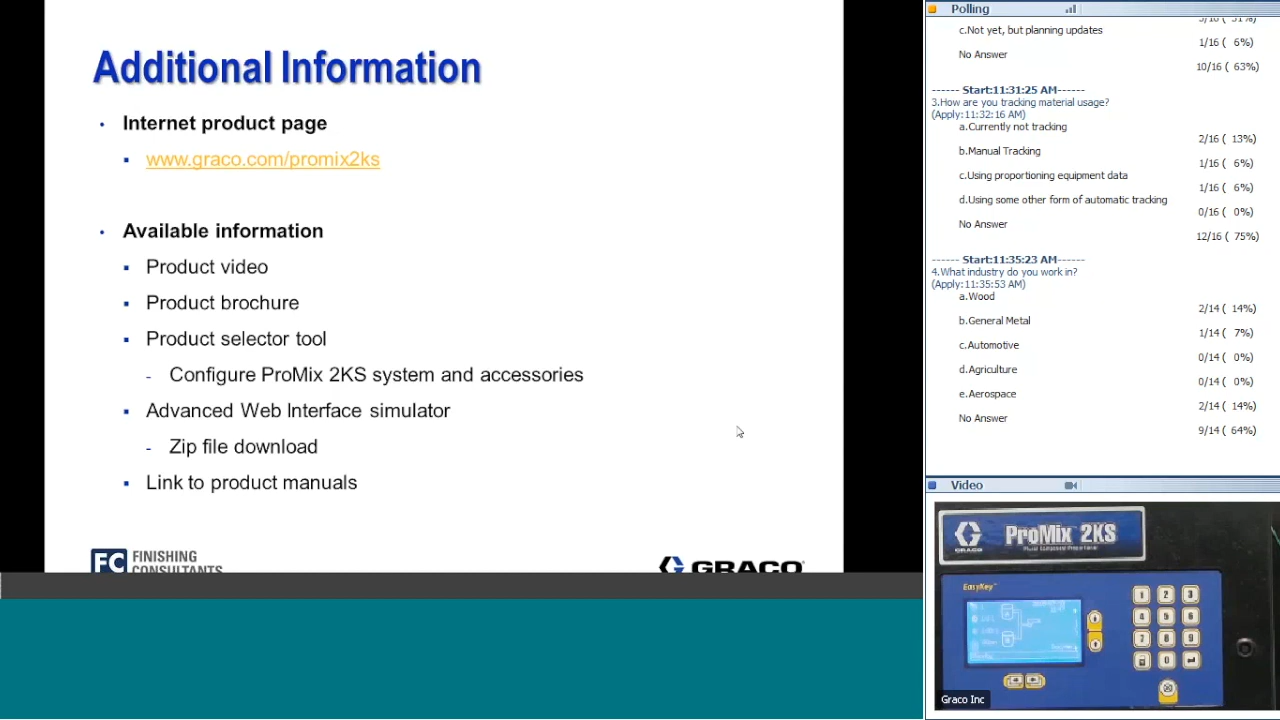 Additional Information
• Internet product page
▪ www.graco.com/promix2ks
• Available information
▪ Product video
▪ Product brochure
▪ Product selector tool
- Configure ProMix 2KS system and accessories
▪ Advanced Web Interface simulator
- Zip file download
▪ Link to product manuals
FC FINISHING
CONSULTANTS
GRACO
Polling
c.Not yet, but planning updates
1/16 ( 6%)
No Answer
10/16 ( 63%)
------ Start:11:31:25 AM------
3.How are you tracking material usage?
(Apply:11:32:16 AM)
a.Currently not tracking
2/16 ( 13%)
b.Manual Tracking
1/16 ( 6%)
c.Using proportioning equipment data
1/16 ( 6%)
d.Using some other form of automatic tracking
0/16 ( 0%)
No Answer
12/16 ( 75%)
------ Start:11:35:23 AM------
4.What industry do you work in?
(Apply:11:35:53 AM)
a.Wood
2/14 ( 14%)
b.General Metal
1/14 ( 7%)
c.Automotive
0/14 ( 0%)
d.Agriculture
0/14 ( 0%)
e.Aerospace
2/14 ( 14%)
No Answer
9/14 ( 64%)
Video
ProMix 2KS
GRACO
EasyKey™
1 2 3
4 5 6
7 8 9
0
Graco Inc